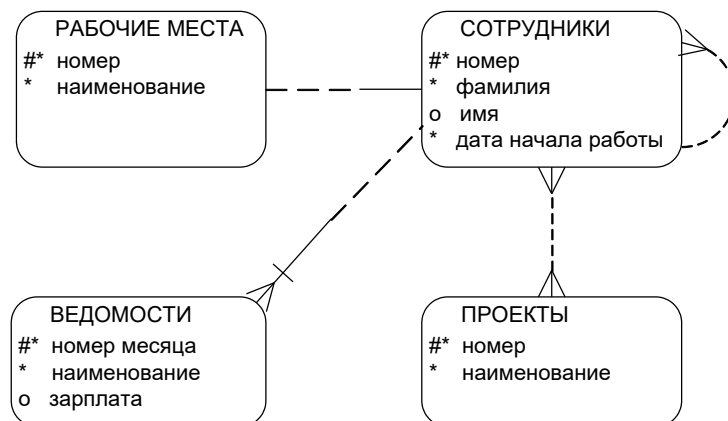 РАБОЧИЕ МЕСТА
#* номер
* наименование
СОТРУДНИКИ
#* номер
* фамилия
о имя
* дата начала работы
ВЕДОМОСТИ
#* номер месяца
* наименование
о зарплата
ПРОЕКТЫ
#* номер
* наименование